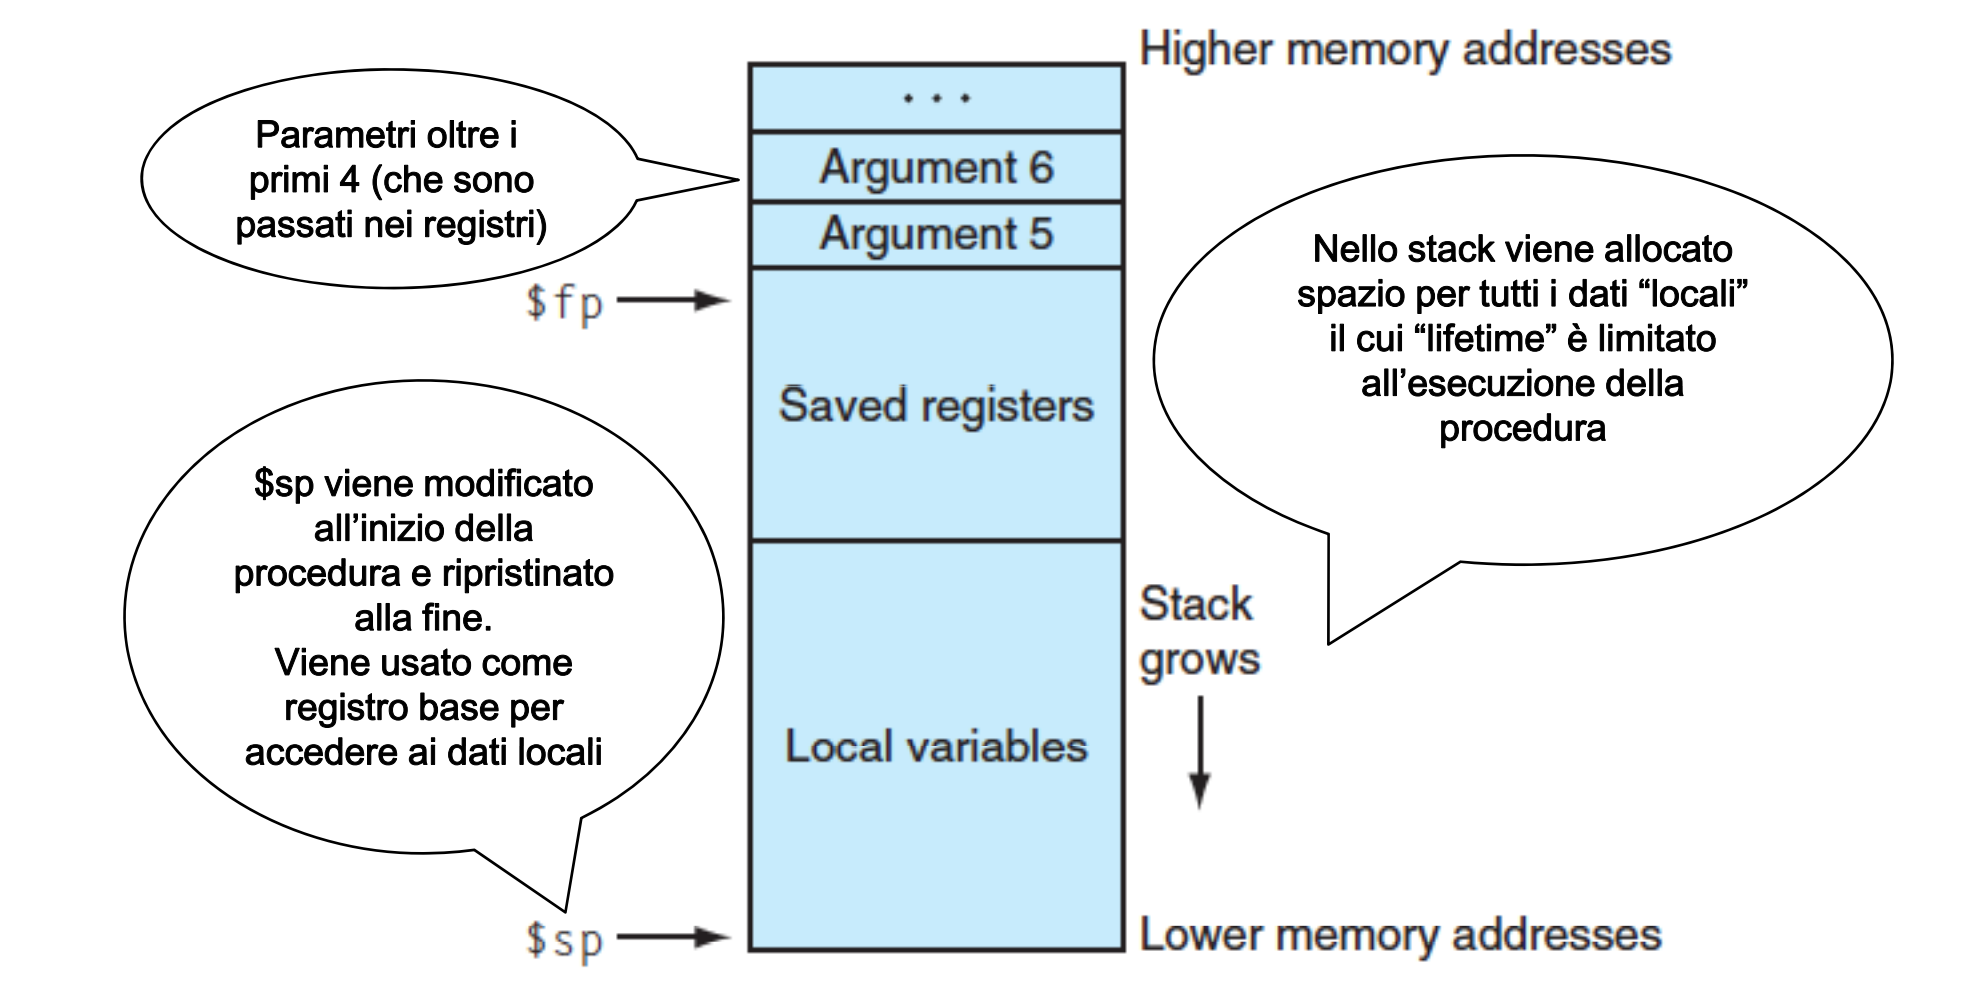 Higher memory addresses
. . .
Parametri oltre i
primi 4 (che sono
passati nei registri)
Argument 6
Argument 5
$fp
Nello stack viene allocato
spazio per tutti i dati “locali”
il cui “lifetime” è limitato
all’esecuzione della
procedura
Saved registers
$sp viene modificato
all’inizio della
procedura e ripristinato
alla fine.
Viene usato come
registro base per
accedere ai dati locali
Stack
grows
Local variables
$sp
Lower memory addresses